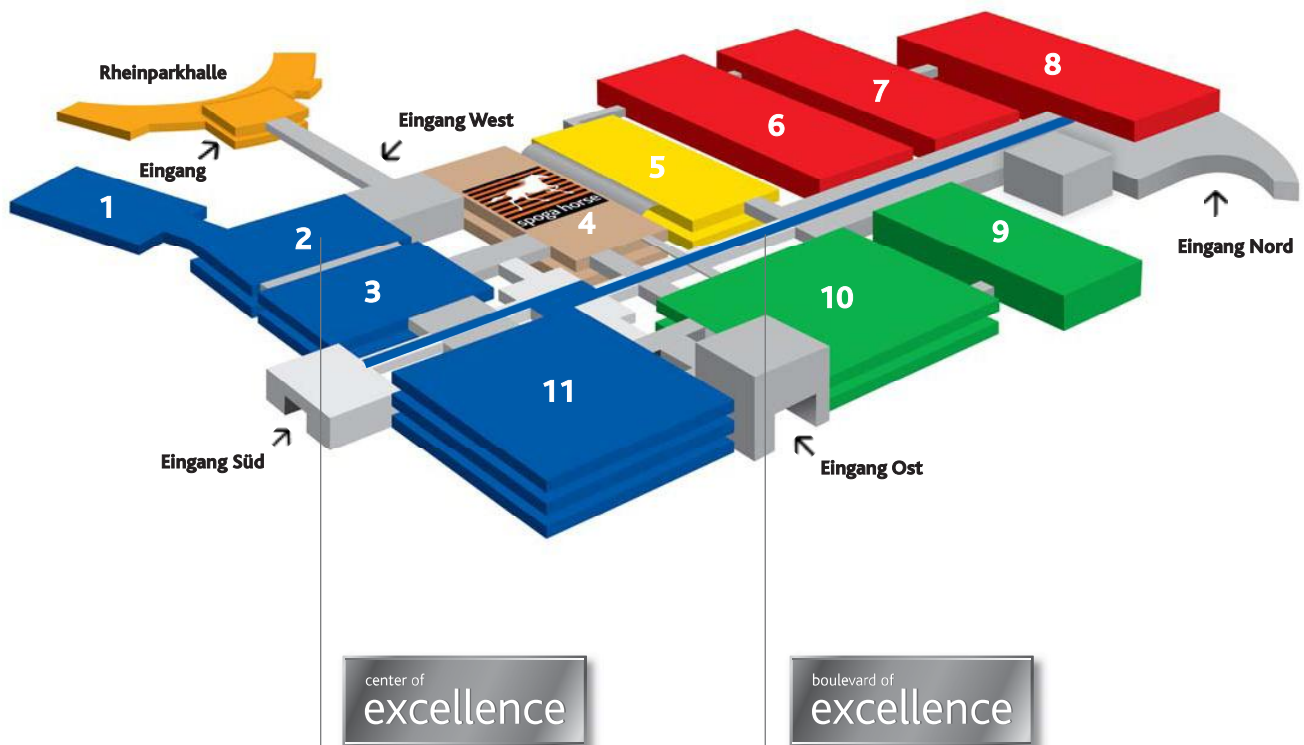 Rheinparkhalle
Eingang
Eingang West
1
2
3
spoga horse
4
5
6
7
8
9
10
11
Eingang Nord
Eingang Süd
Eingang Ost
center of
excellence
boulevard of
excellence